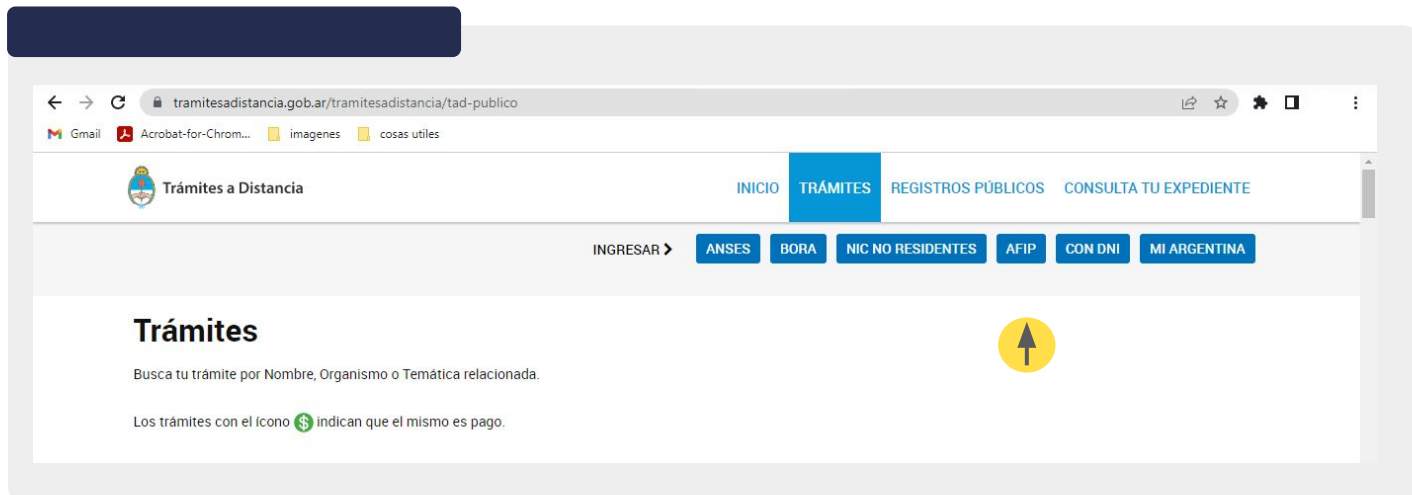 tramitesadistancia.gob.ar/tramitesadistancia/tad-publico
Gmail Acrobat-for-Chrom... imagenes cosas utiles
Trámites a Distancia INICIO TRÁMITES REGISTROS PÚBLICOS CONSULTA TU EXPEDIENTE
INGRESAR ANSES BORA NIC NO RESIDENTES AFIP CON DNI MI ARGENTINA
Trámites
Busca tu trámite por Nombre, Organismo o Temática relacionada.
Los trámites con el ícono $ indican que el mismo es pago.